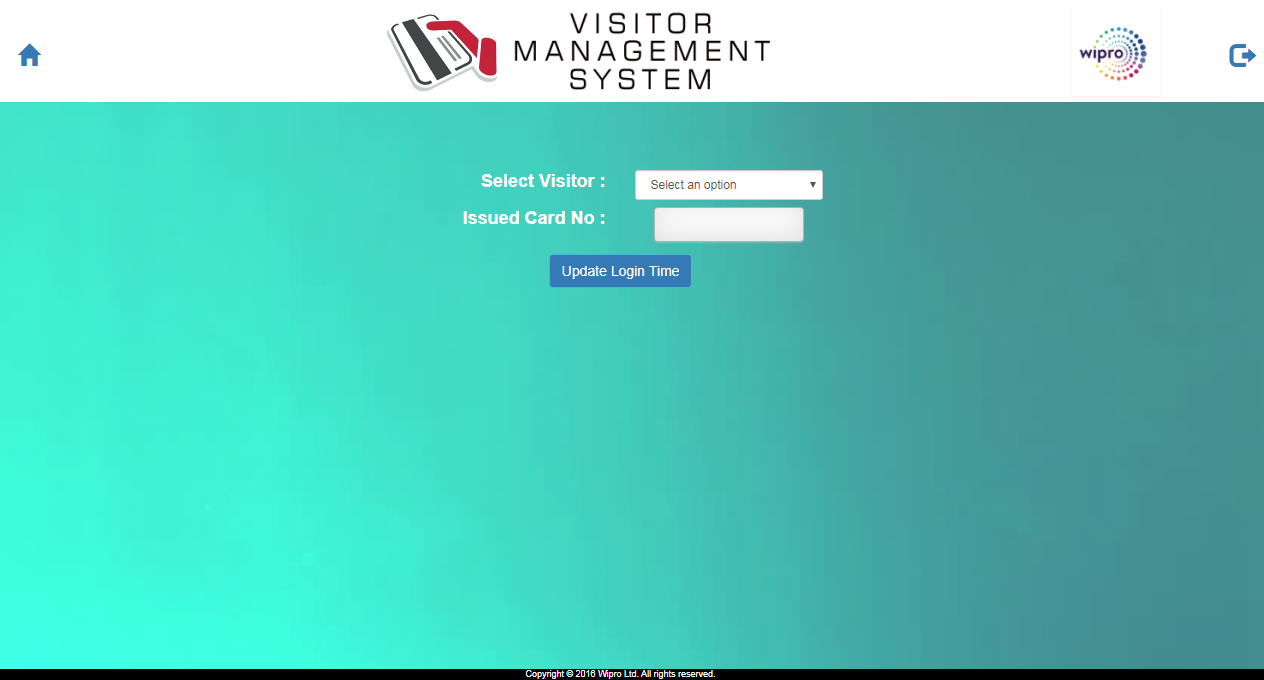 VISITOR
MANAGEMENT
SYSTEM
wipro
Select Visitor :
Select an option
Issued Card No :
Update Login Time
Copyright © 2016 Wipro Ltd. All rights reserved.